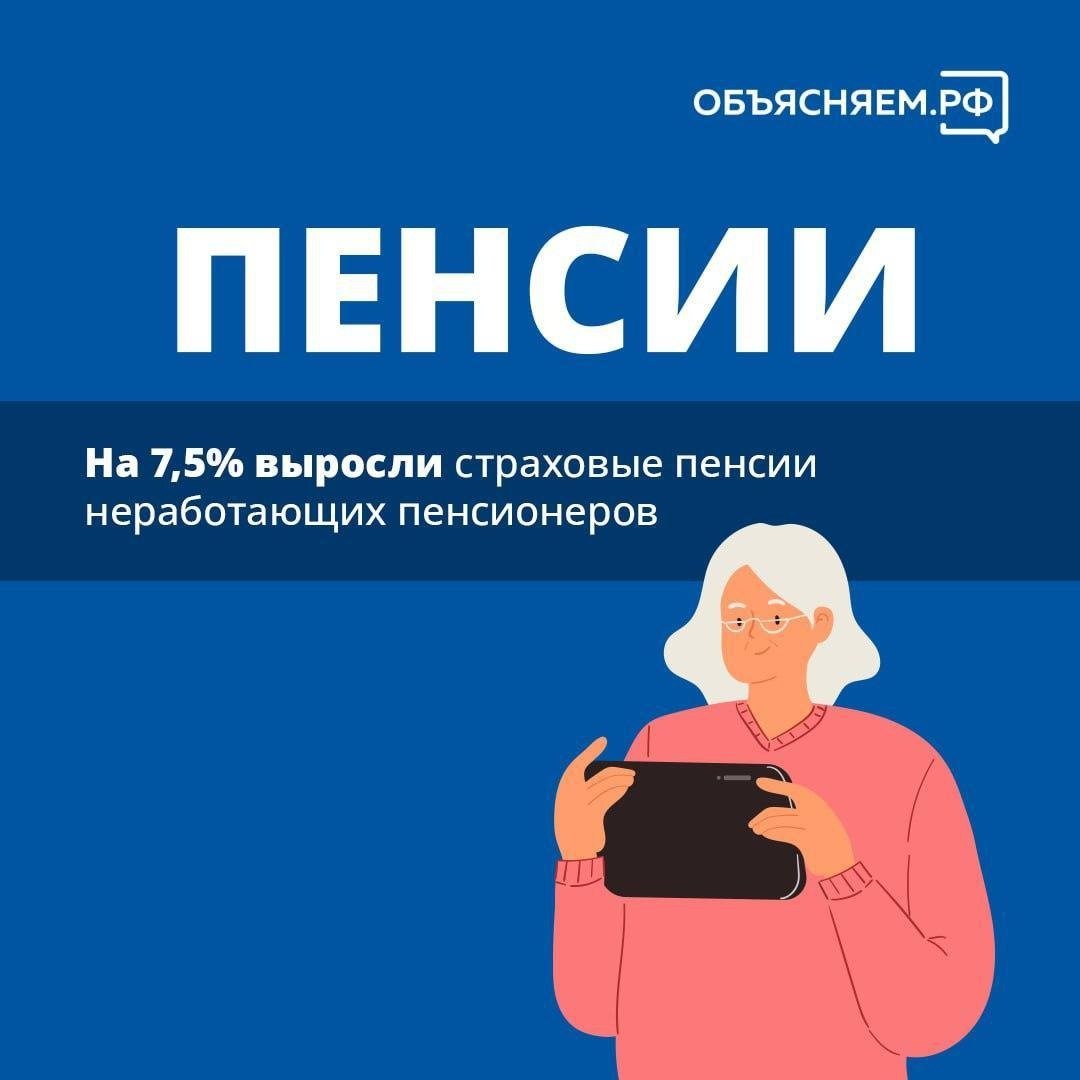 ОБЪЯСНЯЕМ.РФ
ПЕНСИИ
На 7,5% выросли страховые пенсии
неработающих пенсионеров